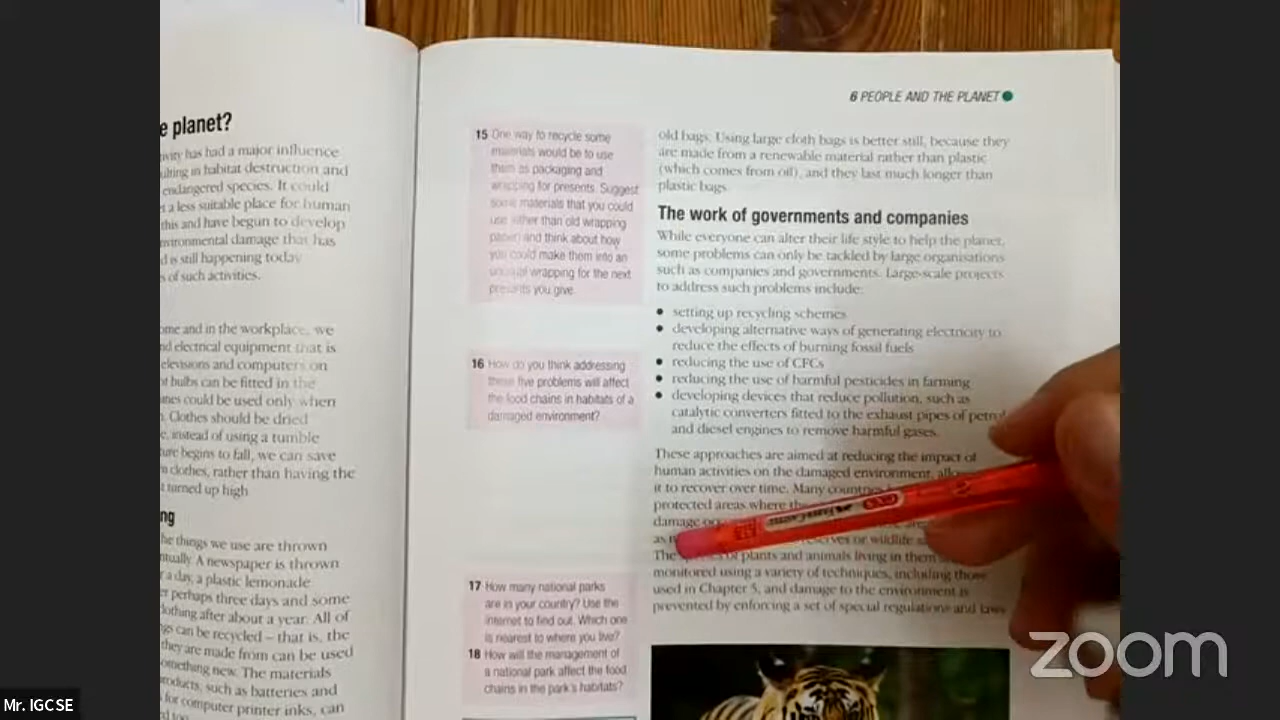 e planet?
ivity has had a major influence
ulting in habitat destruction and
endangered species. It could
a less suitable place for human
this and have begun to develop
nvironmental damage that has
d is still happening today
s of such activities.
ome and in the workplace, we
nd electrical equipment that is
elevisions and computers on
bulbs can be fitted in the
nes could be used only when
Clothes should be dried
e, instead of using a tumble
ure begins to fall, we can save
clothes, rather than having the
turned up high
ng
he things we use are thrown
ntually. A newspaper is thrown
r a day, a plastic lemonade
r perhaps three days and some
lothing after about a year. All of
gs can be recycled – that is, the
they are made from can be used
omething new. The materials
products, such as batteries and
for computer printer inks, can
6 PEOPLE AND THE PLANET
15 One way to recycle some
materials would be to use
them as packaging and
wrapping for presents. Suggest
some materials that you could
use (other than old wrapping
paper) and think about how
you could make them into an
unusual wrapping for the next
presents you give.
16 How do you think addressing
these five problems will affect
the food chains in habitats of a
damaged environment?
17 How many national parks
are in your country? Use the
internet to find out. Which one
is nearest to where you live?
18 How will the management of
a national park affect the food
chains in the park's habitats?
old bags. Using large cloth bags is better still, because they
are made from a renewable material rather than plastic
(which comes from oil), and they last much longer than
plastic bags.
The work of governments and companies
While everyone can alter their life style to help the planet,
some problems can only be tackled by large organisations
such as companies and governments. Large-scale projects
to address such problems include:
• setting up recycling schemes
• developing alternative ways of generating electricity to
reduce the effects of burning fossil fuels
• reducing the use of CFCs
• reducing the use of harmful pesticides in farming
• developing devices that reduce pollution, such as
catalytic converters fitted to the exhaust pipes of petrol
and diesel engines to remove harmful gases.
These approaches are aimed at reducing the impact of
human activities on the damaged environment,
it to recover over time. Many
protected areas where
damage
as or wildlife
The of plants and animals living in them
monitored using a variety of techniques, including those
used in Chapter 5, and damage to the environment is
prevented by enforcing a set of special regulations and laws
zoom
Mr. IGCSE